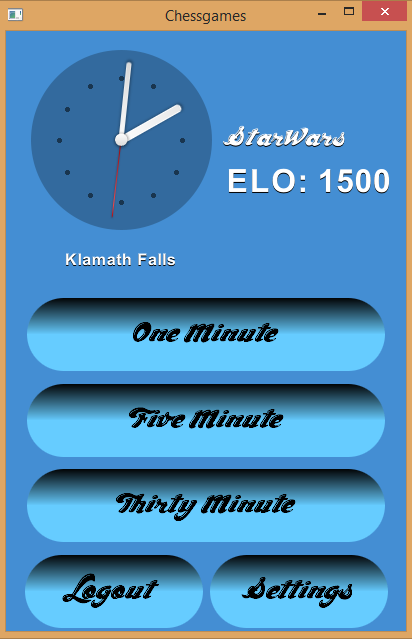 Chessgames
StarWars
ELO: 1500
Klamath Falls
One Minute
Five Minute
Thirty Minute
Logout
Settings